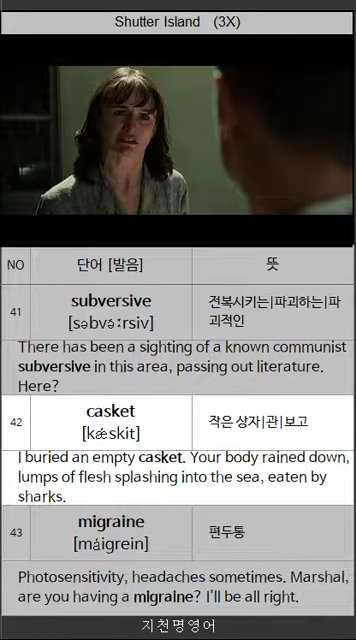 Shutter Island (3X)
NO 단어 [발음] 뜻
41 subversive [səbvə́ːrsiv] 전복시키는|파괴하는|파
괴적인
There has been a sighting of a known communist
subversive in this area, passing out literature.
Here?
42 casket [kǽskit] 작은 상자|관|보고
I buried an empty casket. Your body rained down,
lumps of flesh splashing into the sea, eaten by
sharks.
43 migraine [máigrein] 편두통
Photosensitivity, headaches sometimes. Marshal,
are you having a migraine? I'll be all right.
지천명영어